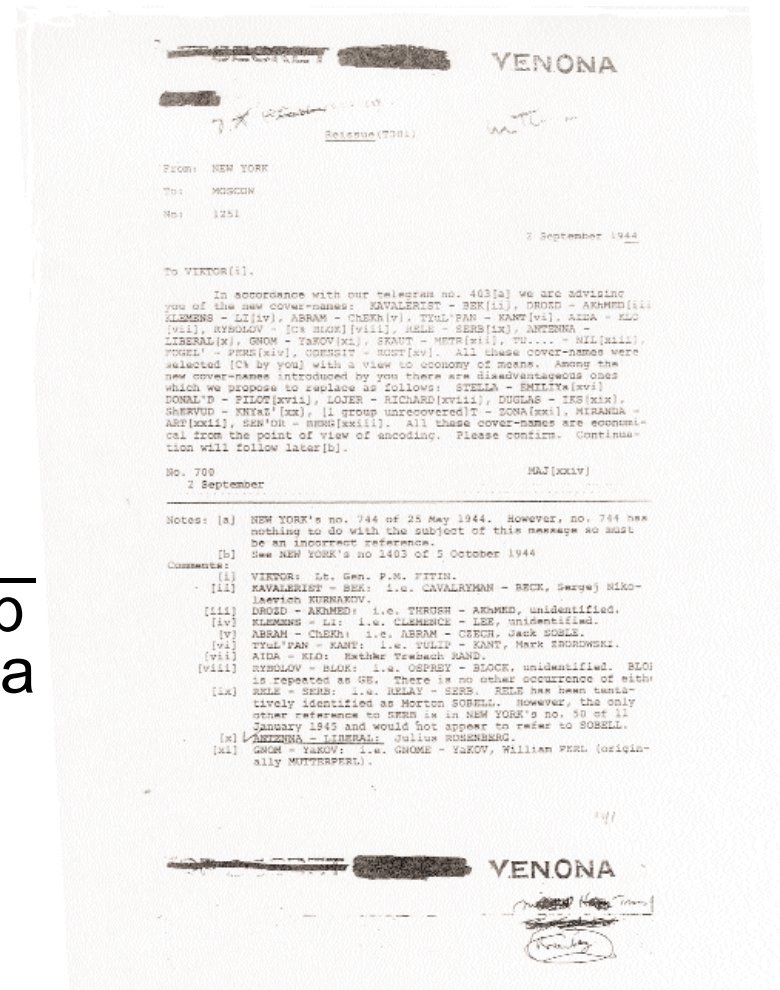 SECRET VENONA
Reissue(T301)
From: NEW YORK
To: MOSCOW
No: 1251
2 September 1944
To VIKTOR[i].
In accordance with our telegram no. 403[a] we are advising
you of the new cover-names: KAVALERIST - BEK[ii], DROZD - AKhMED[iii
KLEMENS - LI[iv], ABRAM - ChEKh[v], TYuL'PAN - KANT[vi], AIDA - KLO
[vii], RYBOLOV - [C% BLOK][viii], RELE - SERB[ix], ANTENNA -
LIBERAL[x], GNOM - YaKOV[xi], SKAUT - METR[xii], TU.... - NIL[xiii],
FOGEL' - PERS[xiv], ODESSIT - ROST[xv]. All these cover-names were
selected [C% by you] with a view to economy of means. Among the
new cover-names introduced by you there are disadvantageous ones
which we propose to replace as follows: STELLA - EMILIYa[xvi]
DONAL'D - PILOT[xvii], LOJER - RICHARD[xviii], DUGLAS - IKS[xix],
ShERVUD - KNYaZ'[xx], [1 group unrecovered]T - ZONA[xxi], MIRANDA -
ART[xxii], SEN'OR - BERG[xxiii]. All these cover-names are economi-
cal from the point of view of encoding. Please confirm. Continua-
tion will follow later[b].
No. 700 MAJ[xxiv]
2 September
Notes: [a] NEW YORK's no. 744 of 25 May 1944. However, no. 744 has
nothing to do with the subject of this message so must
be an incorrect reference.
[b] See NEW YORK's no 1403 of 5 October 1944
Comments:
[i] VIKTOR: Lt. Gen. P.M. FITIN.
[ii] KAVALERIST - BEK: i.e. CAVALRYMAN - BECK, Sergej Niko-
laevich KURNAKOV.
[iii] DROZD - AKhMED: i.e. THRUSH - AKhMED, unidentified.
[iv] KLEMENS - LI: i.e. CLEMENCE - LEE, unidentified.
[v] ABRAM - ChEKh: i.e. ABRAM - CZECH, Jack SOBLE.
[vi] TYuL'PAN - KANT: i.e. TULIP - KANT, Mark ZBOROWSKI.
[vii] AIDA - KLO: Esther Trebach RAND.
[viii] RYBOLOV - BLOK: i.e. OSPREY - BLOCK, unidentified. BLO
is repeated as GE. There is no other occurrence of eith
[ix] RELE - SERB: i.e. RELAY - SERB. RELE has been tenta-
tively identified as Morton SOBELL. However, the only
other reference to SERB is in NEW YORK's no. 50 of 11
January 1945 and would not appear to refer to SOBELL.
[x] ANTENNA - LIBERAL: Julius ROSENBERG.
[xi] GNOM - YaKOV: i.e. GNOME - YaKOV, William PERL (origin-
ally MUTTERPERL).
VENONA
a